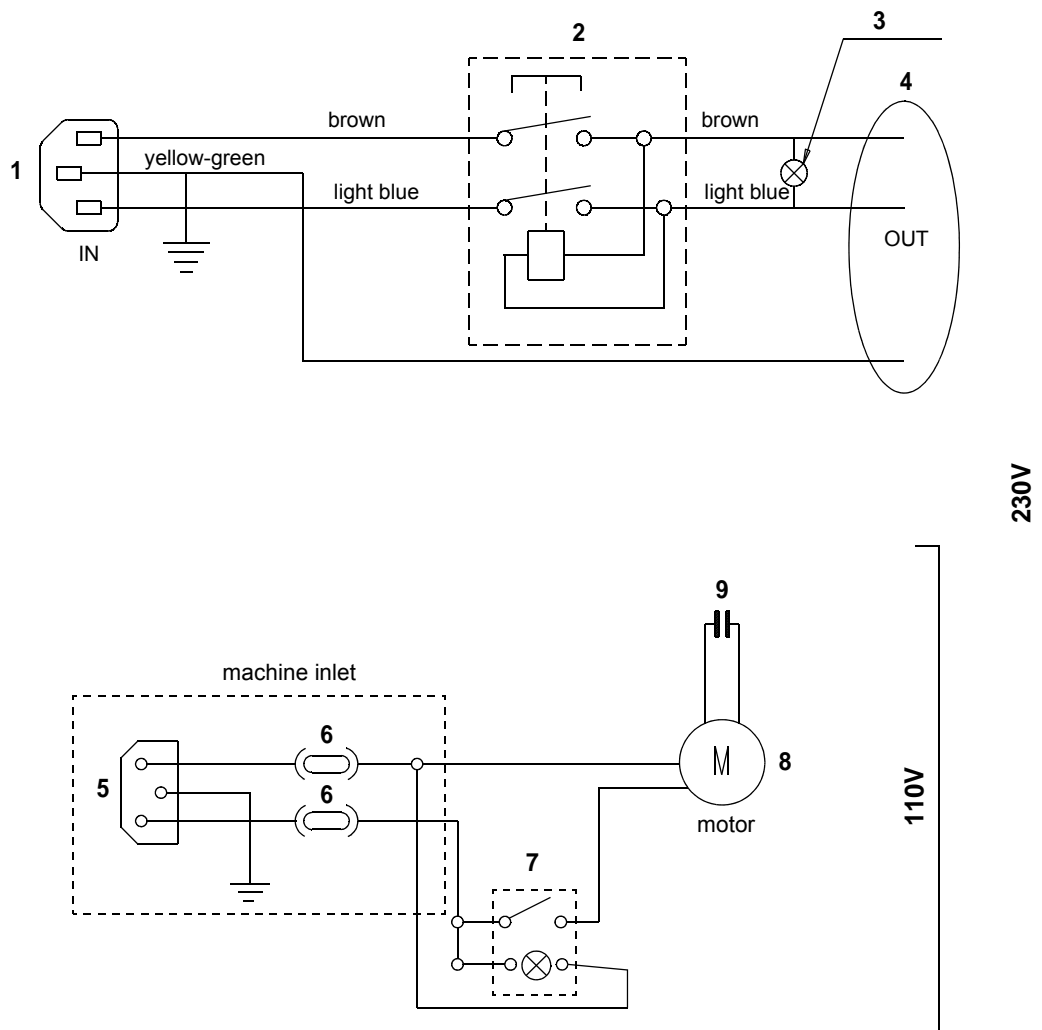 3
2
4
brown
brown
yellow-green
1
light blue
light blue
OUT
IN
230V
9
machine inlet
6
M
8
5
6
110V
motor
7